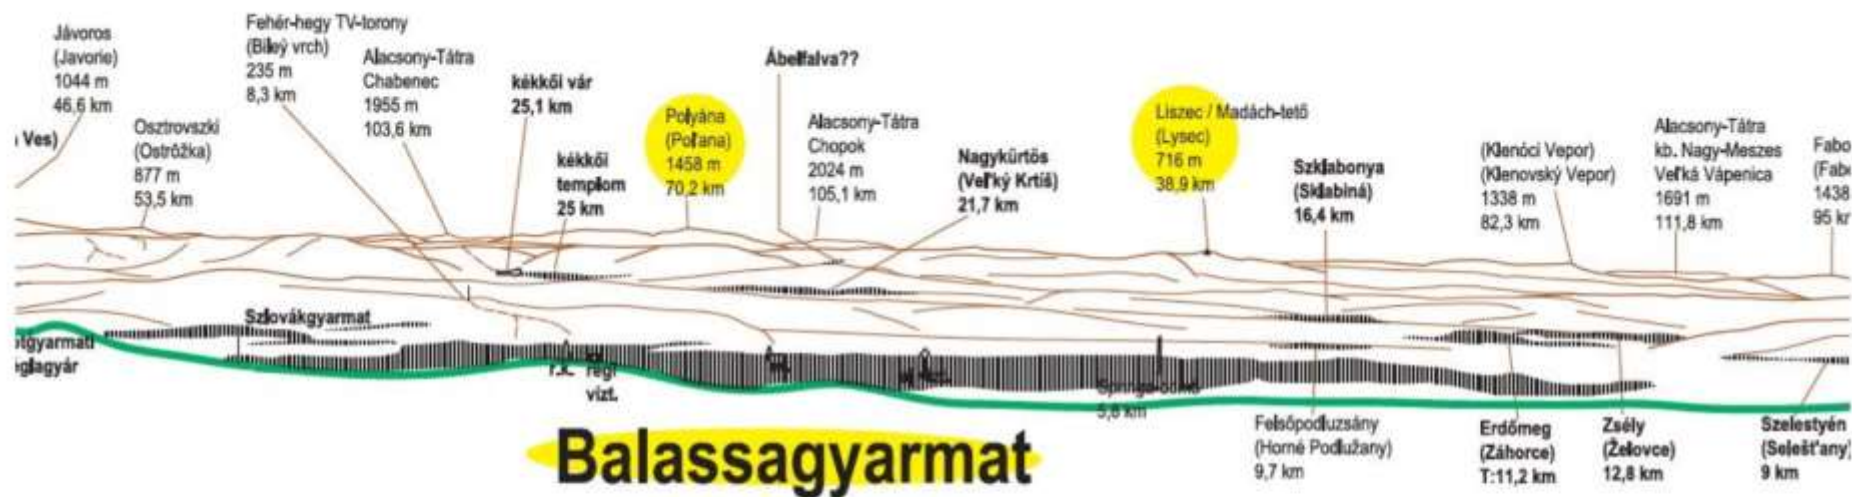 Jávoros
(Javorie)
1044 m
46,6 km
Ves)
Osztrovszki
(Ostrôžka)
877 m
53,5 km
Fehér-hegy TV-torony
(Bileý vrch)
235 m
8,3 km
Alacsony-Tátra
Chabenec
1955 m
103,6 km
kékkői vár
25,1 km
kékkői
templom
25 km
Polyána
(Poľana)
1458 m
70,2 km
Ábelfalva??
Alacsony-Tátra
Chopok
2024 m
105,1 km
Nagykürtös
(Veľký Krtíš)
21,7 km
Liszec / Madách-tető
(Lysec)
716 m
38,9 km
Szklabonya
(Sklabiná)
16,4 km
(Klenóci Vepor)
(Klenovský Vepor)
1338 m
82,3 km
Alacsony-Tátra
kb. Nagy-Meszes
Veľká Vápenica
1691 m
111,8 km
Fabo
(Fab
1438
95
Szlovákgyarmat
gyarmati
glagyár
régi
vízt.
5,8 km
Felsőpodluzsány
(Horné Podlužany)
9,7 km
Erdőmeg
(Záhorce)
T:11,2 km
Zsély
(Želovce)
12,8 km
Szelestyén
(Selešt'any)
9 km
Balassagyarmat